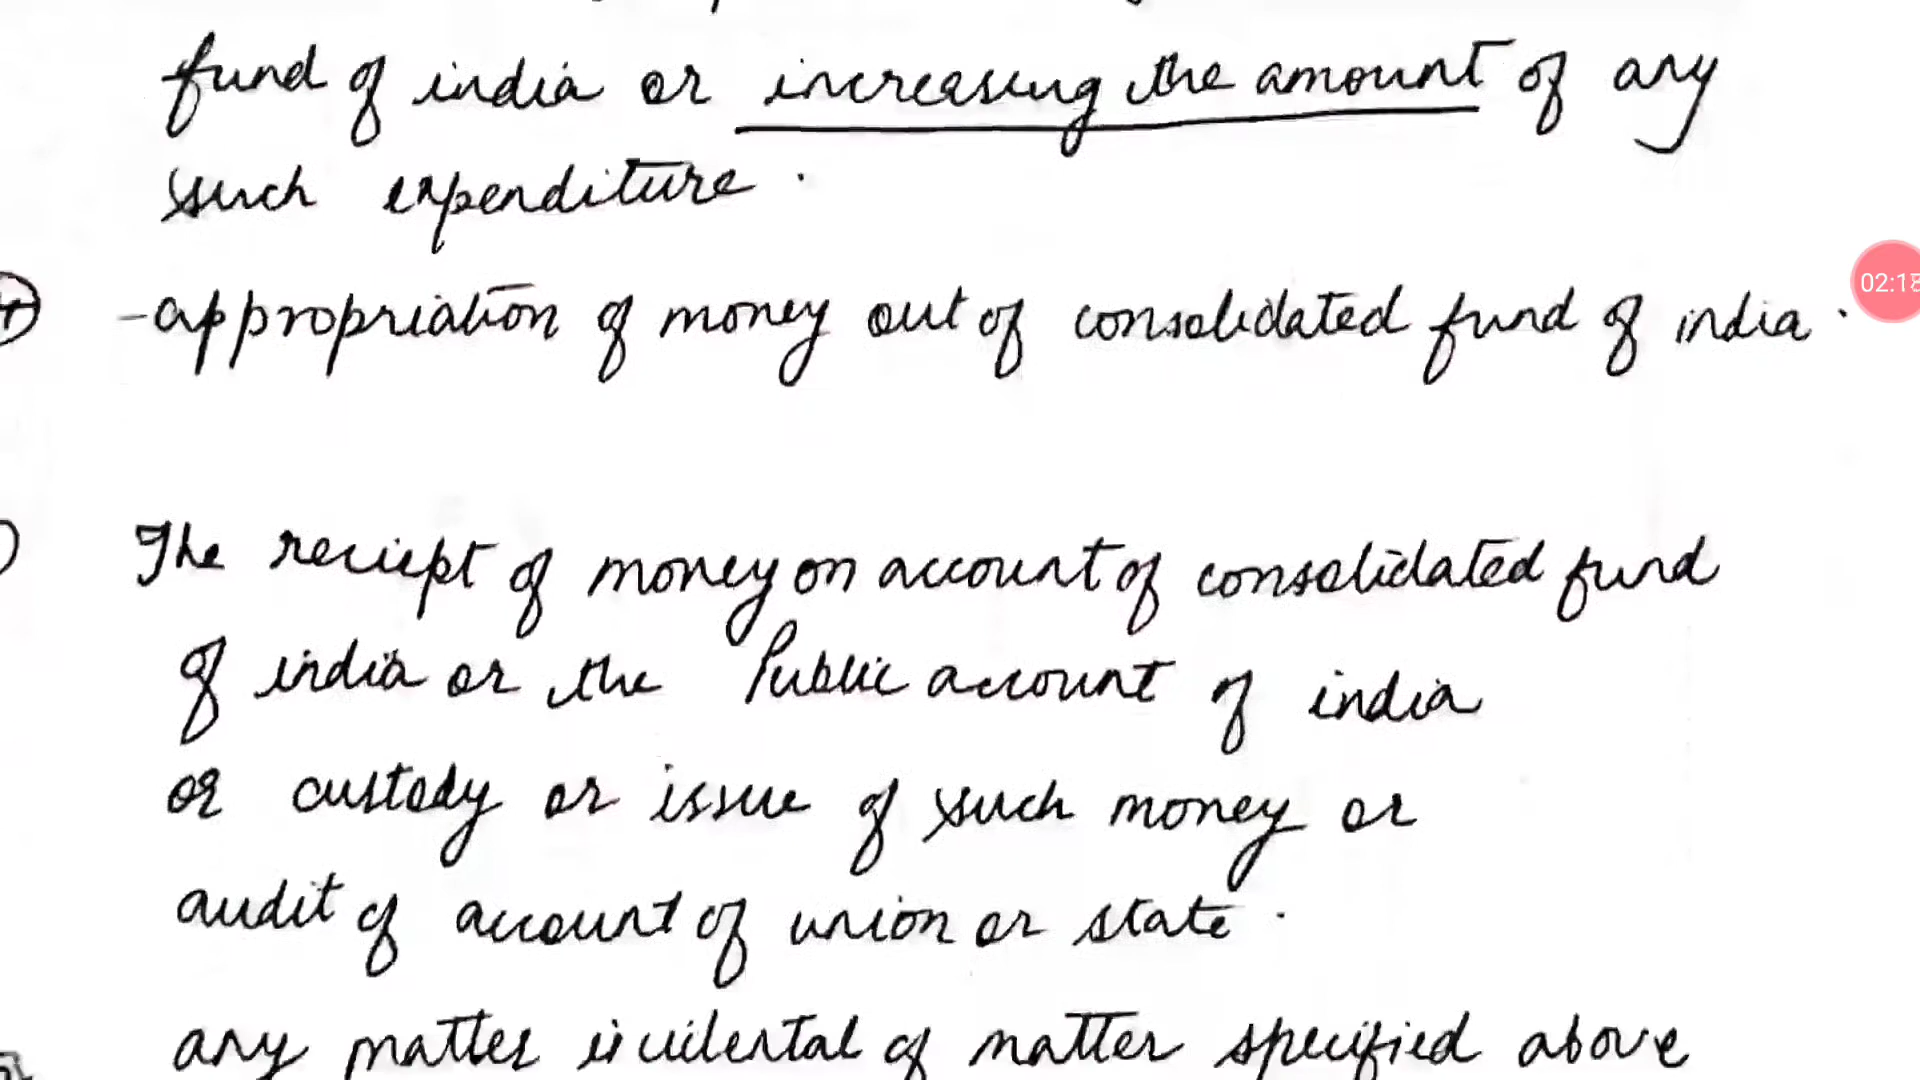 fund of india or increasing the amount of any
such expenditure .
-appropriation of money out of consolidated fund of india .
02:18
The reciept of money on account of consolidated fund
of india or the Public account of india
or custody or issue of such money or
audit of account of union or state .
any matter incidental of matter specified above